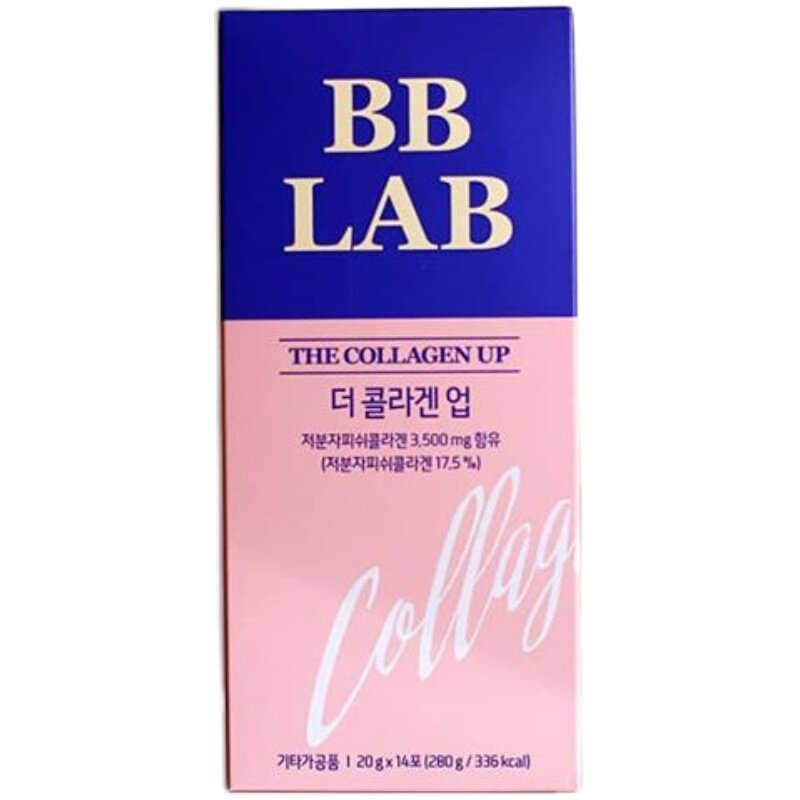 BB
LAB
THE COLLAGEN UP
더 콜라겐 업
저분자피쉬콜라겐 3,500 mg 함유
(저분자피쉬콜라겐 17.5 %)
Collag
기타가공품 | 20 g x 14포 (280 g / 336 kcal)